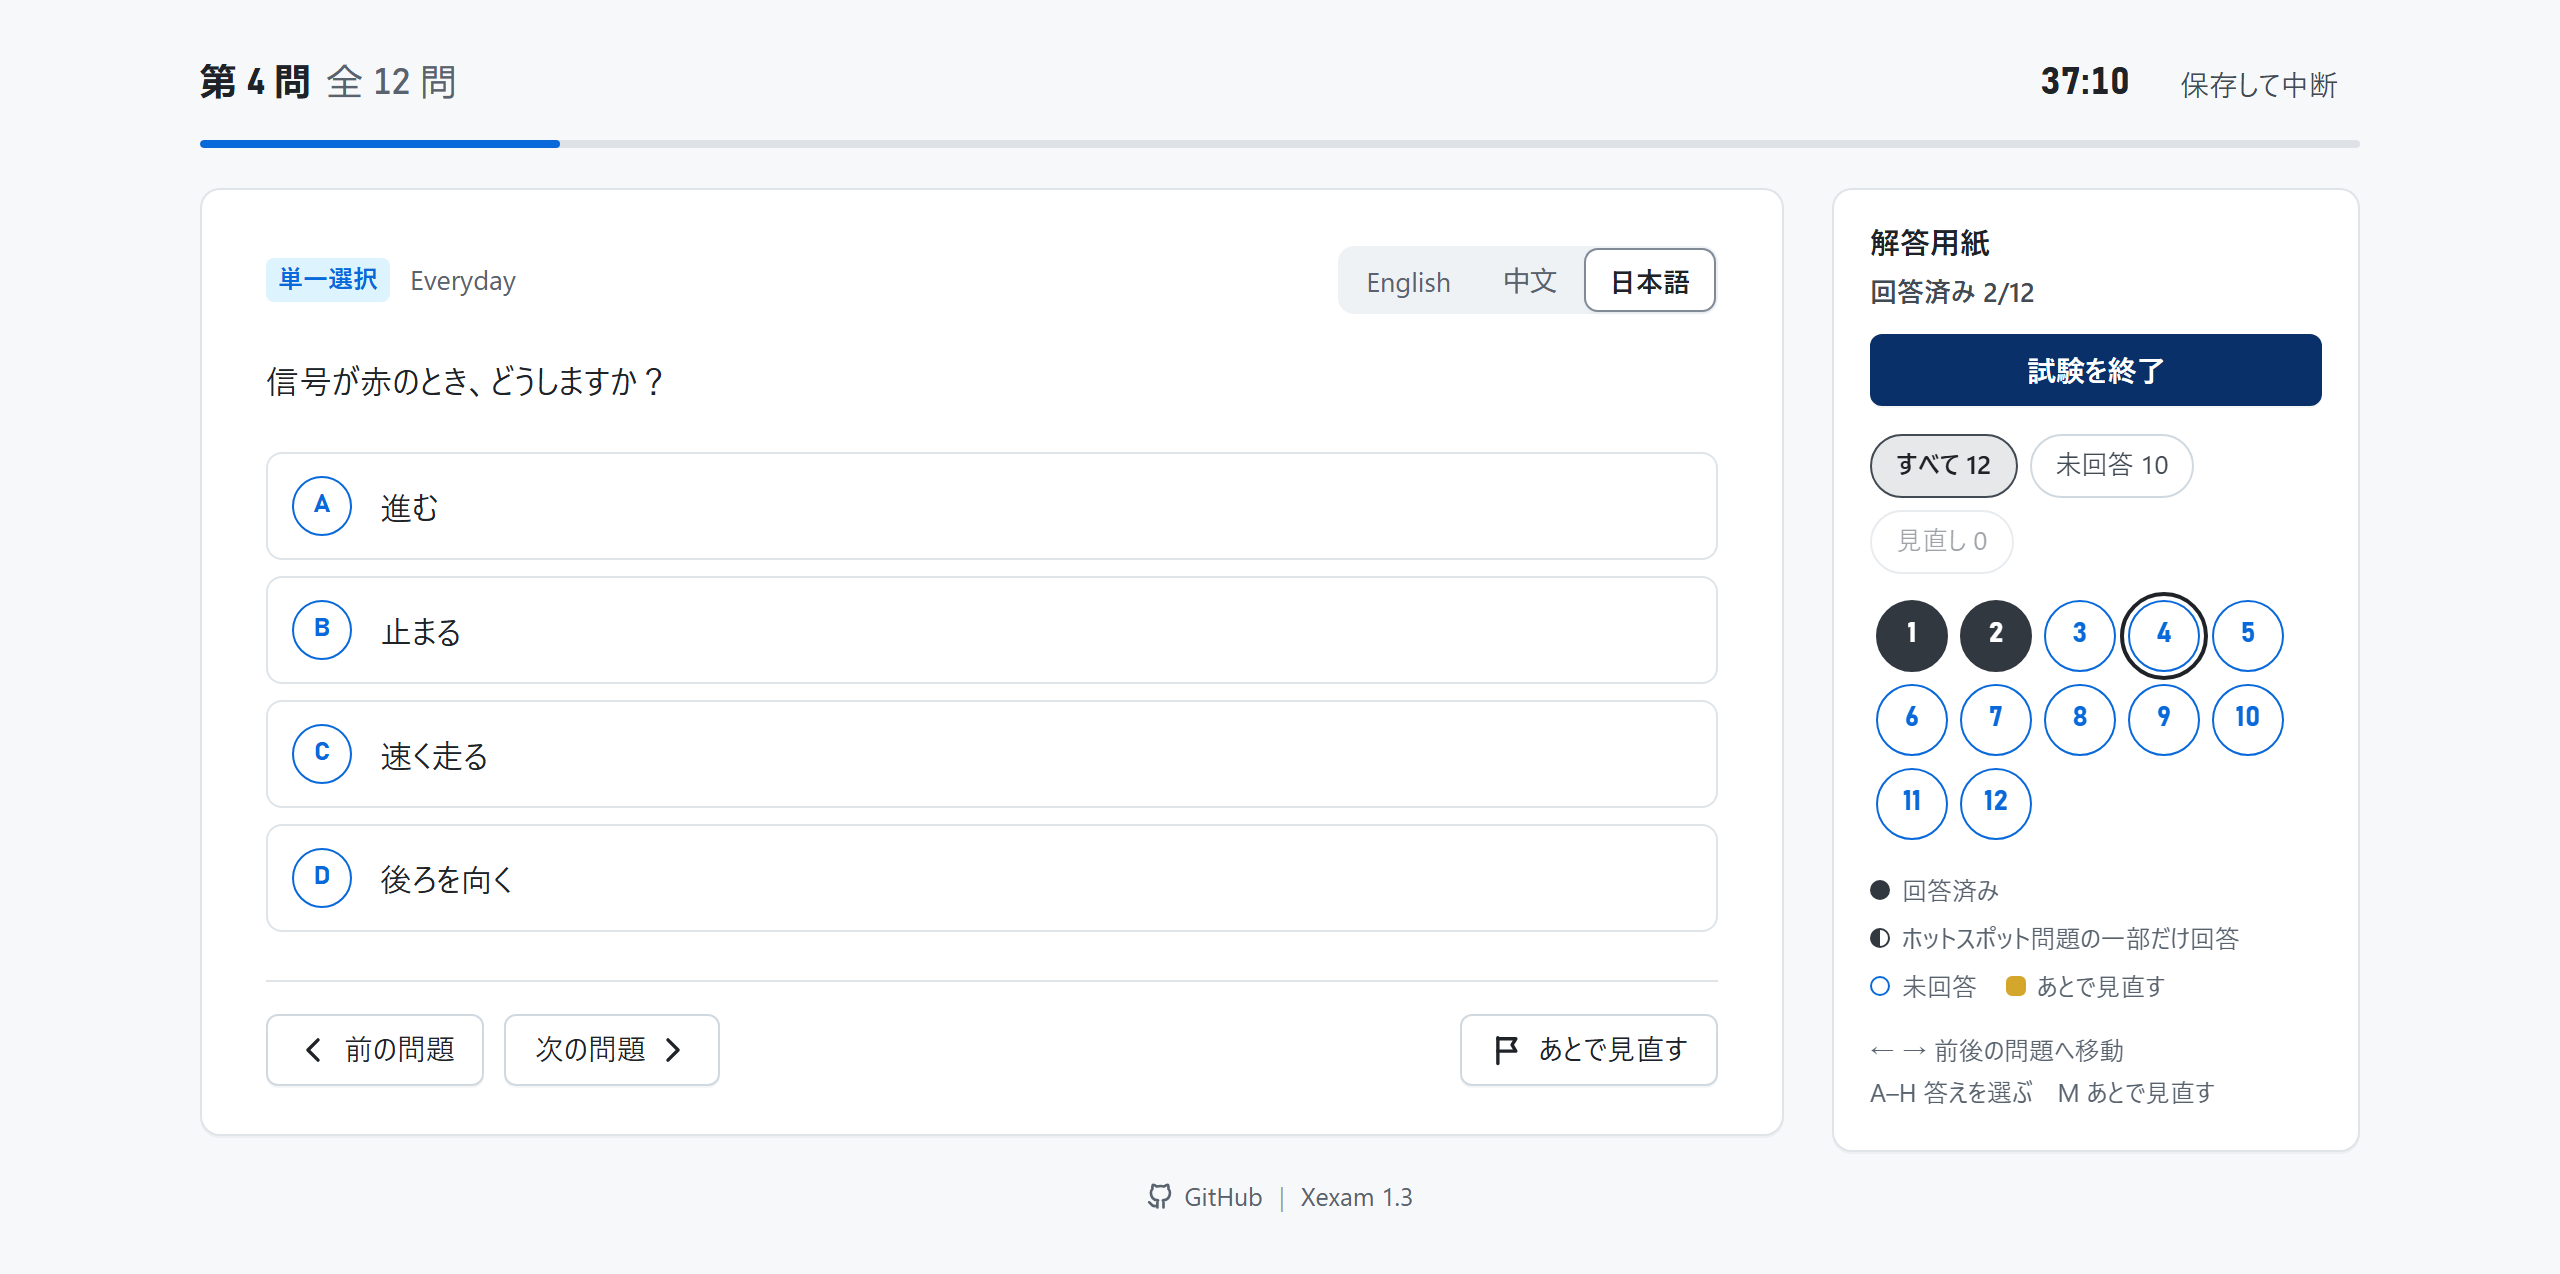 第 4 問 全 12 問
37:10 保存して中断
単一選択 Everyday
English 中文 日本語
信号が赤のとき、どうしますか？
A 進む
B 止まる
C 速く走る
D 後ろを向く
前の問題 次の問題 あとで見直す
解答用紙
回答済み 2/12
試験を終了
すべて 12 未回答 10
見直し 0
1 2 3 4 5
6 7 8 9 10
11 12
回答済み
ホットスポット問題の一部だけ回答
未回答 あとで見直す
← → 前後の問題へ移動
A–H 答えを選ぶ M あとで見直す
GitHub | Xexam 1.3